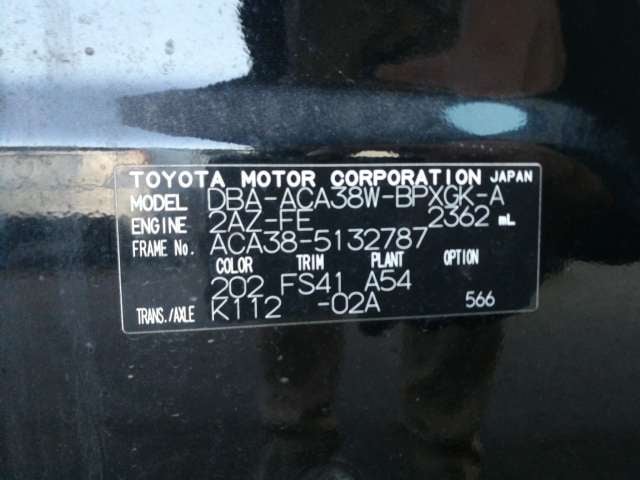 TOYOTA MOTOR CORPORATION JAPAN
MODEL DBA-ACA38W-BPXGK-A
ENGINE 2AZ-FE 2362 mL
FRAME No. ACA38-5132787
COLOR TRIM PLANT OPTION
202 FS41 A54
TRANS./AXLE K112 -02A 566